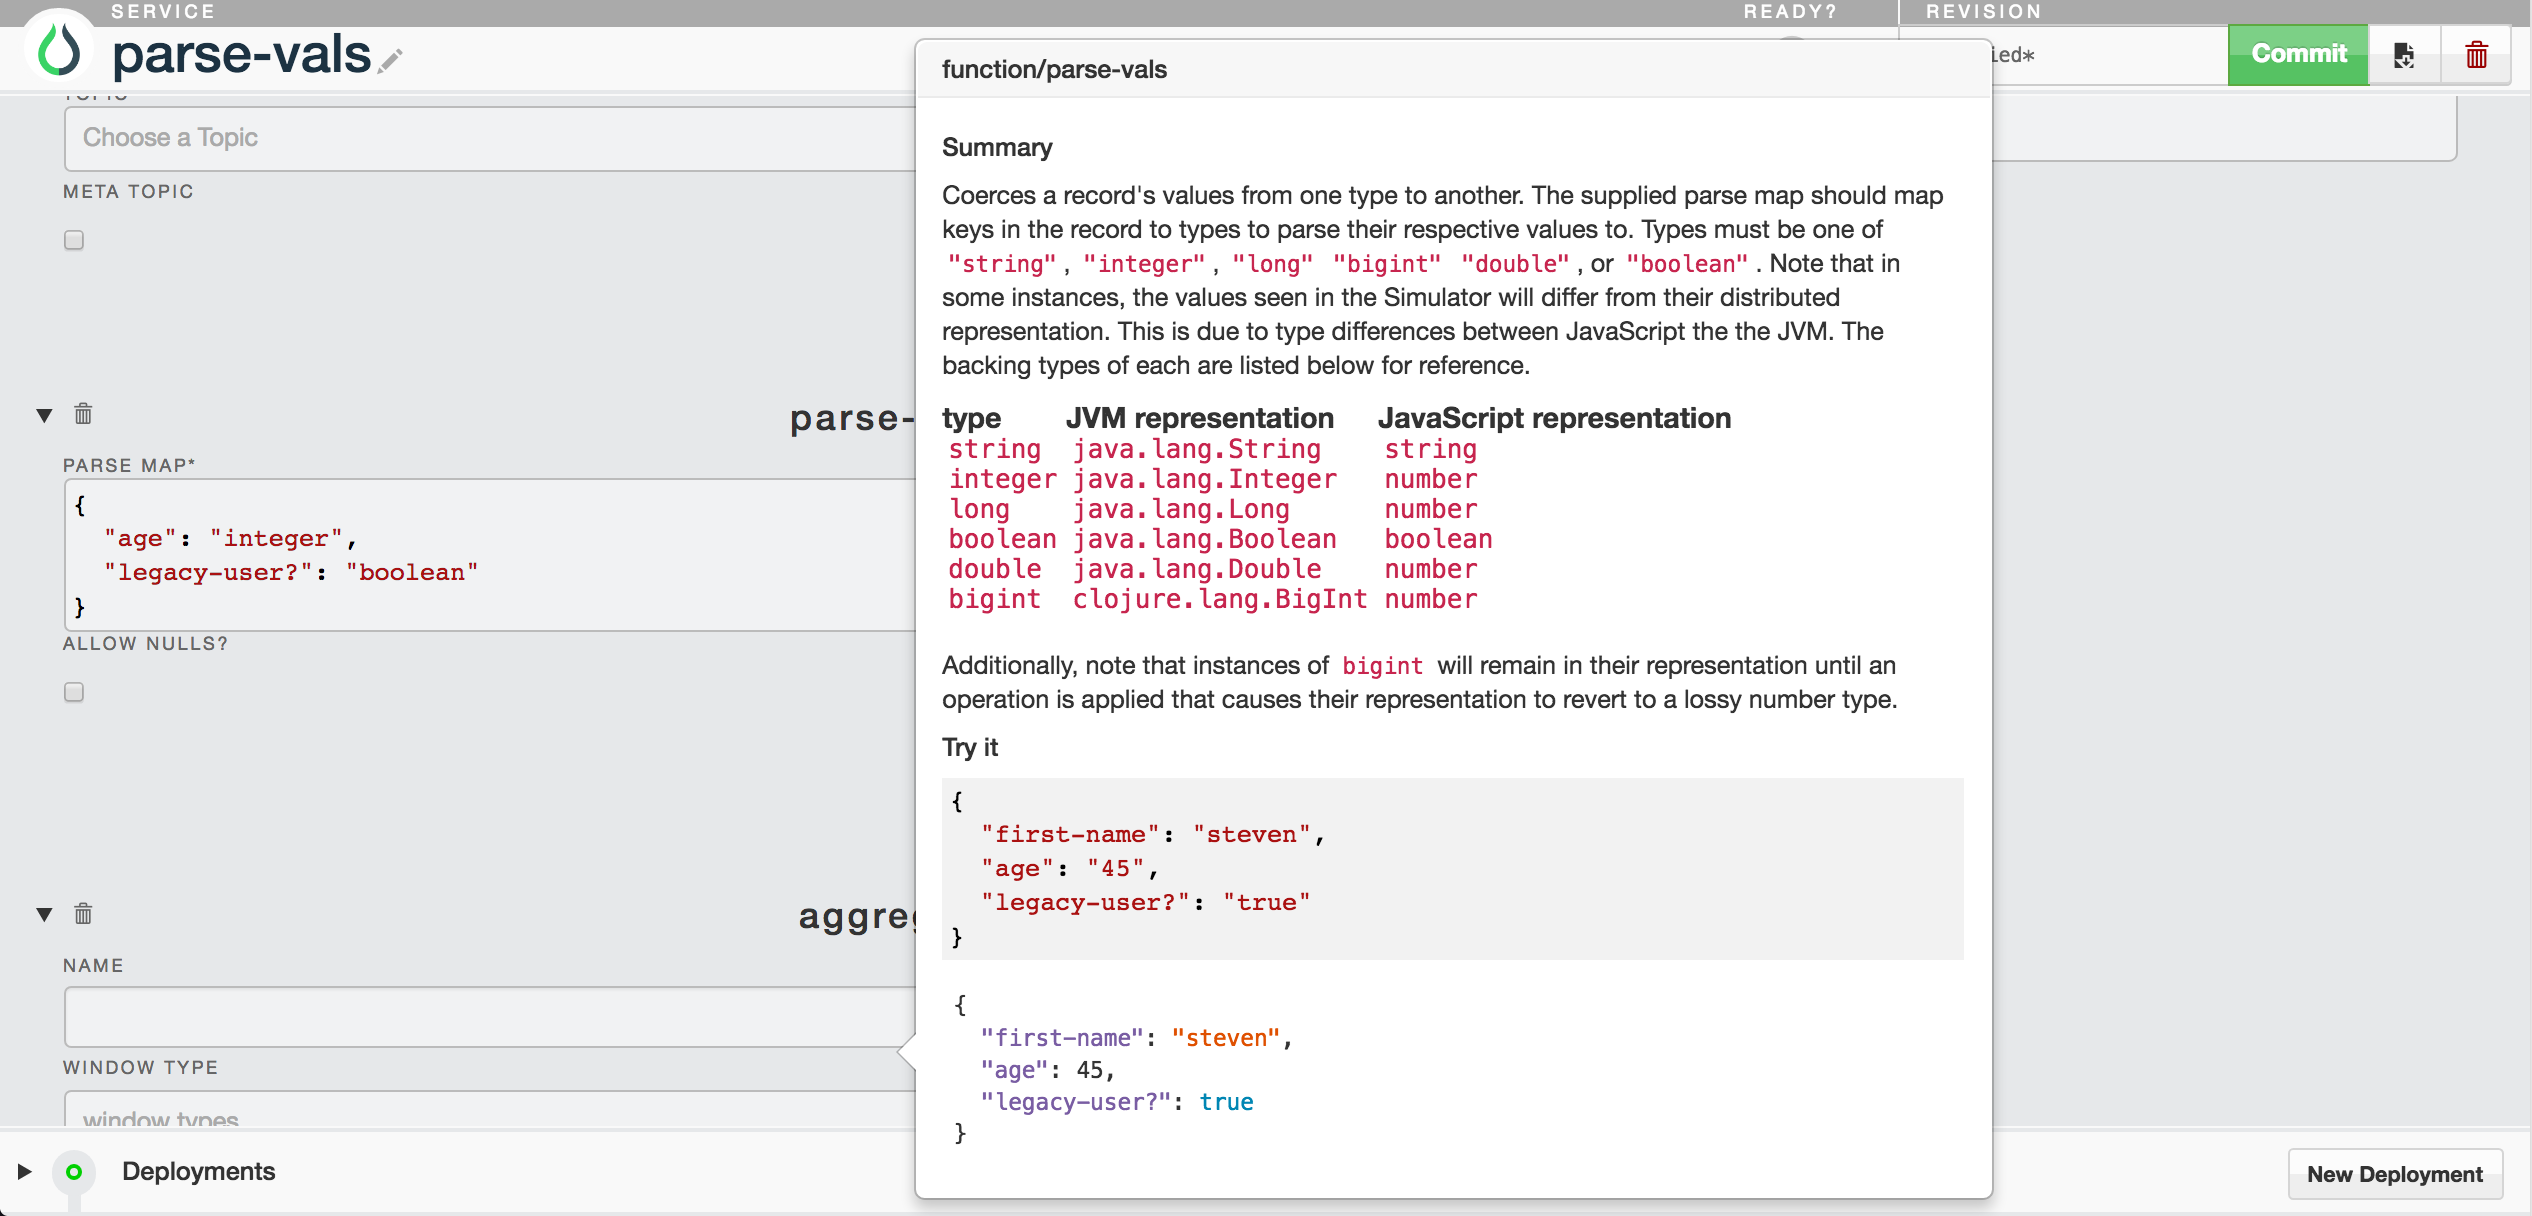 SERVICE
READY?
REVISION
parse-vals
Commit
Choose a Topic
META TOPIC
PARSE MAP*
{
"age": "integer",
"legacy-user?": "boolean"
}
ALLOW NULLS?
NAME
WINDOW TYPE
window types
Deployments
New Deployment
function/parse-vals
Summary
Coerces a record's values from one type to another. The supplied parse map should map
keys in the record to types to parse their respective values to. Types must be one of
"string", "integer", "long" "bigint" "double", or "boolean". Note that in
some instances, the values seen in the Simulator will differ from their distributed
representation. This is due to type differences between JavaScript the the JVM. The
backing types of each are listed below for reference.
type JVM representation JavaScript representation
string java.lang.String string
integer java.lang.Integer number
long java.lang.Long number
boolean java.lang.Boolean boolean
double java.lang.Double number
bigint clojure.lang.BigInt number
Additionally, note that instances of bigint will remain in their representation until an
operation is applied that causes their representation to revert to a lossy number type.
Try it
{
"first-name": "steven",
"age": "45",
"legacy-user?": "true"
}
{
"first-name": "steven",
"age": 45,
"legacy-user?": true
}